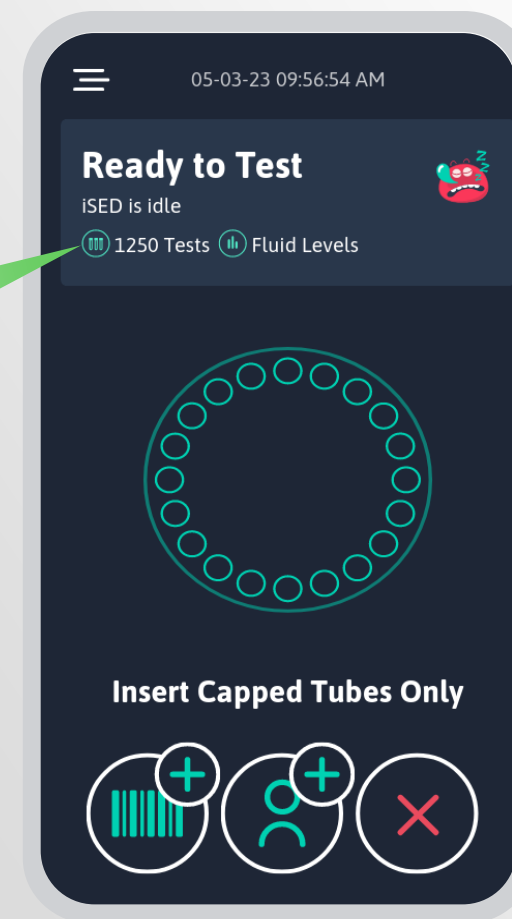 05-03-23 09:56:54 AM
Ready to Test
z
z
z
iSED is idle
1250 Tests Fluid Levels
Insert Capped Tubes Only